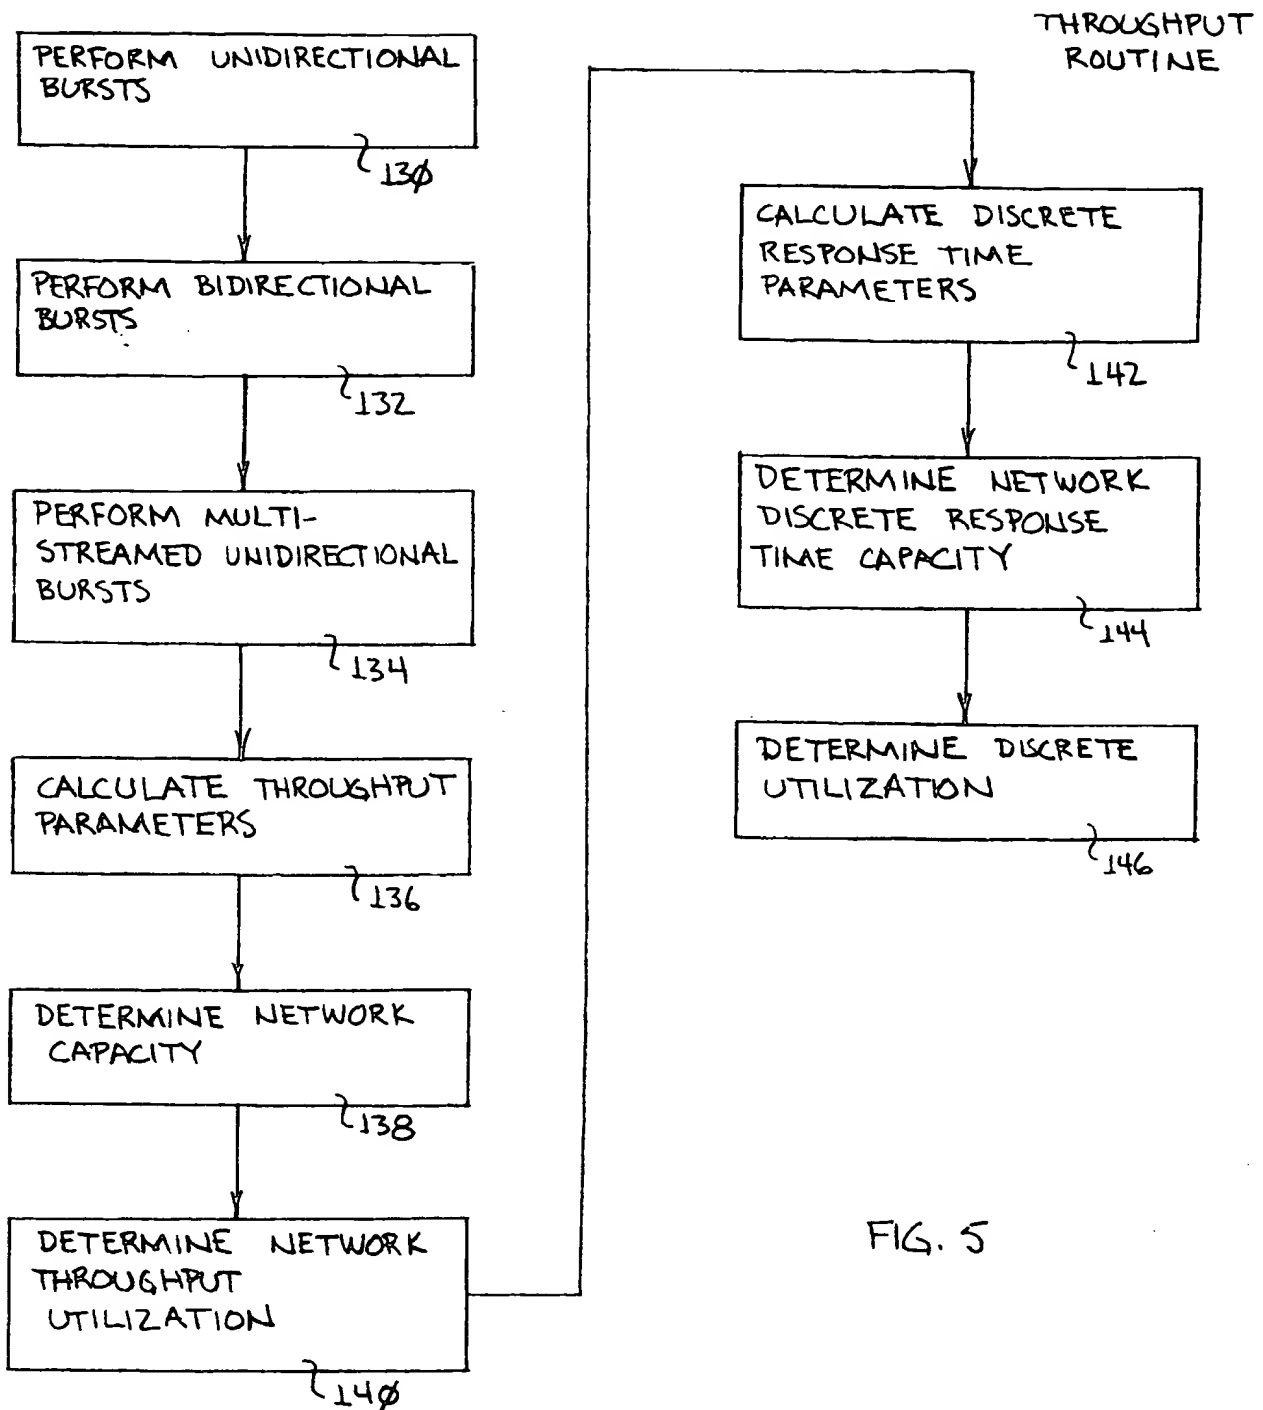 THROUGHPUT
ROUTINE
PERFORM UNIDIRECTIONAL
BURSTS
130
PERFORM BIDIRECTIONAL
BURSTS
132
PERFORM MULTI-
STREAMED UNIDIRECTIONAL
BURSTS
134
CALCULATE THROUGHPUT
PARAMETERS
136
DETERMINE NETWORK
CAPACITY
138
DETERMINE NETWORK
THROUGHPUT
UTILIZATION
140
CALCULATE DISCRETE
RESPONSE TIME
PARAMETERS
142
DETERMINE NETWORK
DISCRETE RESPONSE
TIME CAPACITY
144
DETERMINE DISCRETE
UTILIZATION
146
FIG. 5